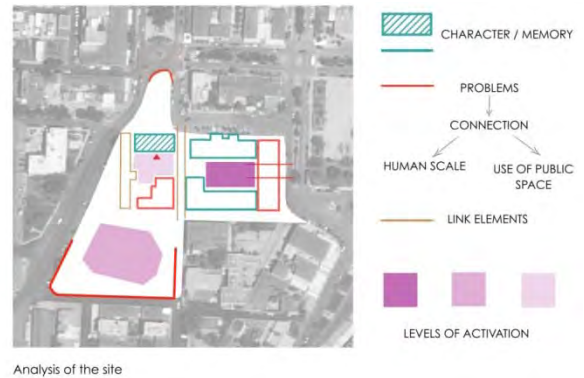 CHARACTER / MEMORY
PROBLEMS
CONNECTION
HUMAN SCALE
USE OF PUBLIC
SPACE
LINK ELEMENTS
LEVELS OF ACTIVATION
Analysis of the site